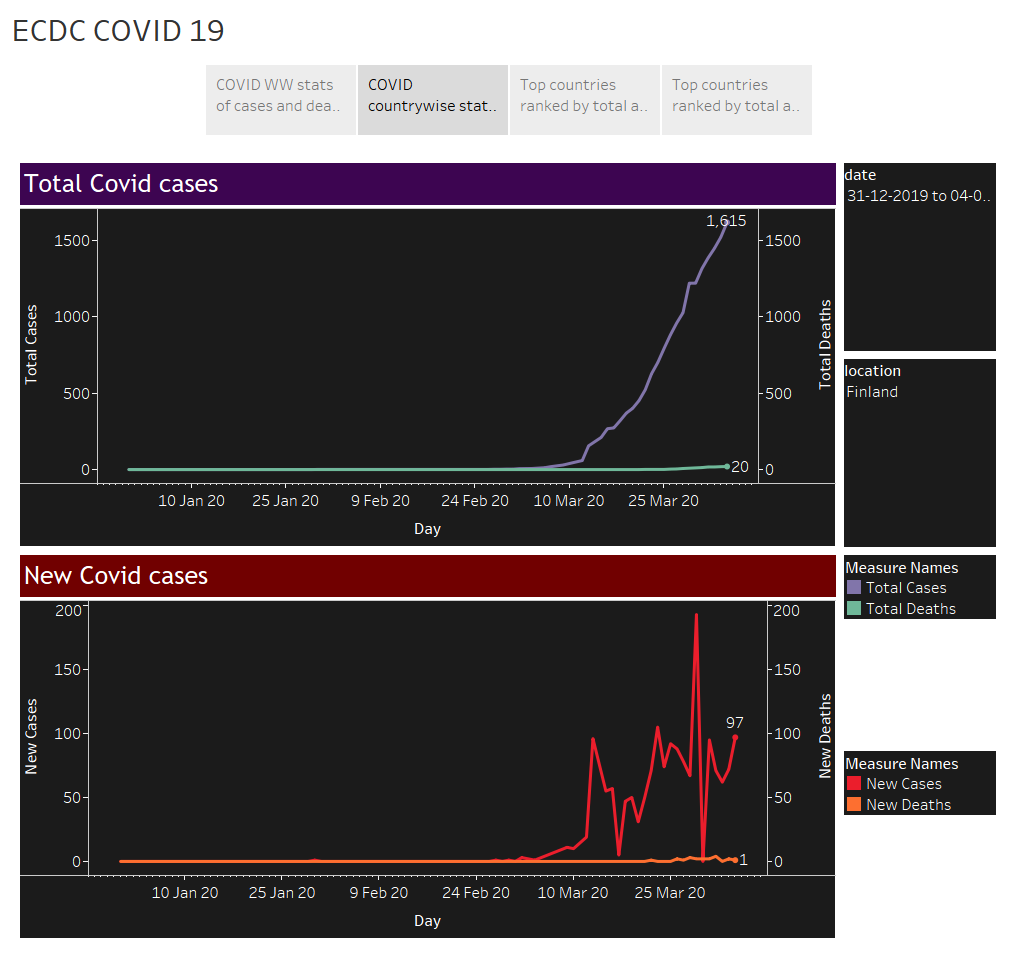 ECDC COVID 19
COVID WW stats
of cases and dea..
COVID
countrywise stat..
Top countries
ranked by total a..
Top countries
ranked by total a..
Total Covid cases
1,615
1500
1000
500
0
Total Cases
1500
1000
500
0
20
Total Deaths
10 Jan 20 25 Jan 20 9 Feb 20 24 Feb 20 10 Mar 20 25 Mar 20
Day
date
31-12-2019 to 04-0..
location
Finland
Measure Names
Total Cases
Total Deaths
New Covid cases
200
150
100
50
0
New Cases
97
1
200
150
100
50
0
New Deaths
10 Jan 20 25 Jan 20 9 Feb 20 24 Feb 20 10 Mar 20 25 Mar 20
Day
Measure Names
New Cases
New Deaths